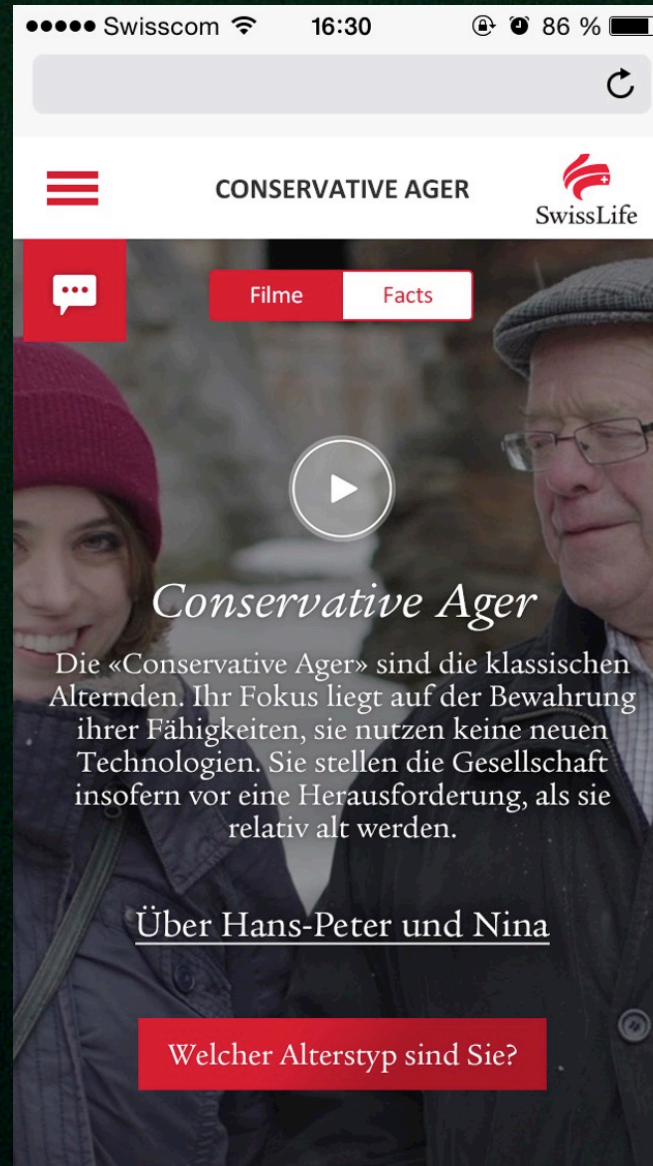 Swisscom 16:30 86 %
CONSERVATIVE AGER
SwissLife
Filme Facts
Conservative Ager
Die «Conservative Ager» sind die klassischen
Alternden. Ihr Fokus liegt auf der Bewahrung
ihrer Fähigkeiten, sie nutzen keine neuen
Technologien. Sie stellen die Gesellschaft
insofern vor eine Herausforderung, als sie
relativ alt werden.
Über Hans-Peter und Nina
Welcher Alterstyp sind Sie?